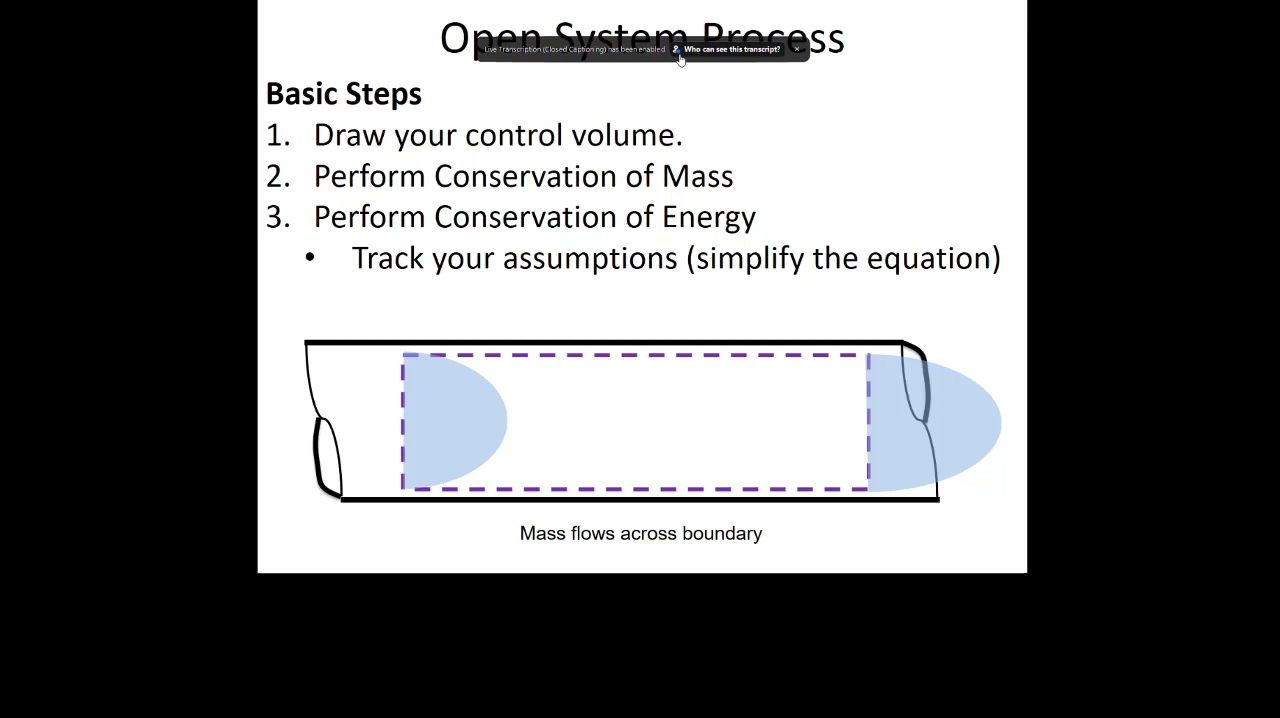 Open System Process
Live Transcription (Closed Captioning) has been enabled Who can see this transcript?
Basic Steps
1. Draw your control volume.
2. Perform Conservation of Mass
3. Perform Conservation of Energy
• Track your assumptions (simplify the equation)
Mass flows across boundary